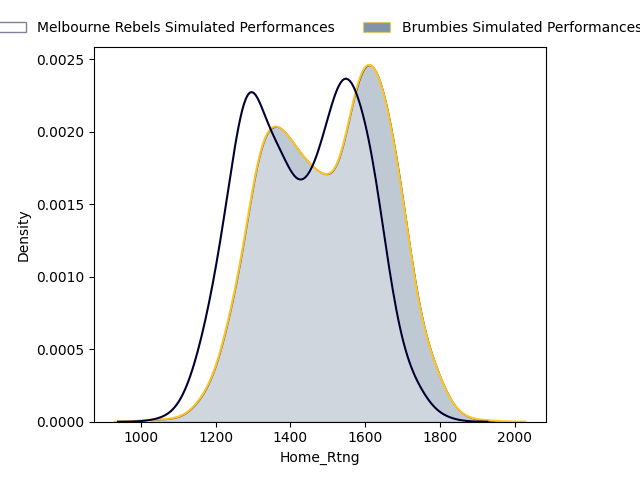 Melbourne Rebels Simulated Performances
Brumbies Simulated Performances
0.0025
0.0020
0.0015
0.0010
0.0005
0.0000
Density
1000 1200 1400 1600 1800 2000
Home_Rtng